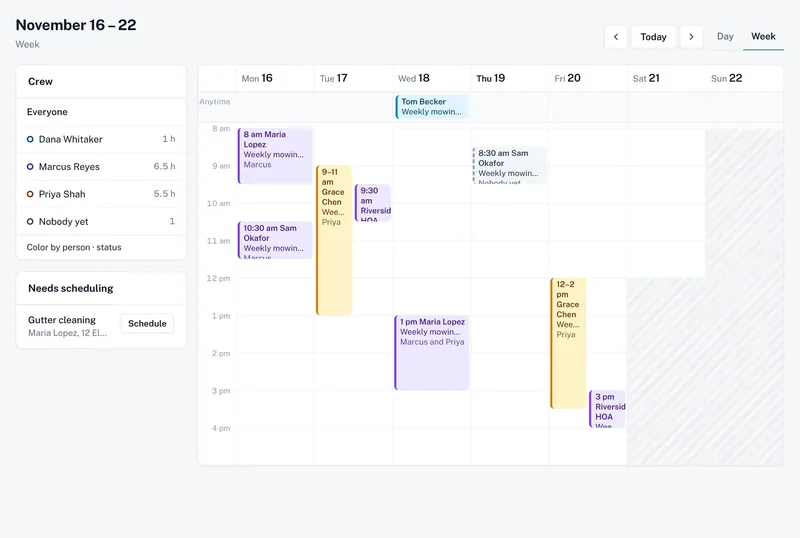 November 16 – 22
Week
Today
Day
Week
Crew
Everyone
Dana Whitaker 1 h
Marcus Reyes 6.5 h
Priya Shah 5.5 h
Nobody yet 1
Color by person · status
Needs scheduling
Gutter cleaning
Maria Lopez, 12 El...
Schedule
Mon 16
Tue 17
Wed 18
Thu 19
Fri 20
Sat 21
Sun 22
Anytime
Tom Becker
Weekly mowin...
8 am
9 am
10 am
11 am
12 pm
1 pm
2 pm
3 pm
4 pm
8 am Maria
Lopez
Weekly mowin...
Marcus
10:30 am Sam
Okafor
Weekly mowin...
Marcus
9–11
am
Grace
Chen
Wee...
Priya
9:30
am
Riversid
HOA
1 pm Maria Lopez
Weekly mowin...
Marcus and Priya
8:30 am Sam
Okafor
Weekly mowin...
Nobody yet
12–2
pm
Grace
Chen
Wee...
Priya
3 pm
Riversid
HOA
Wee